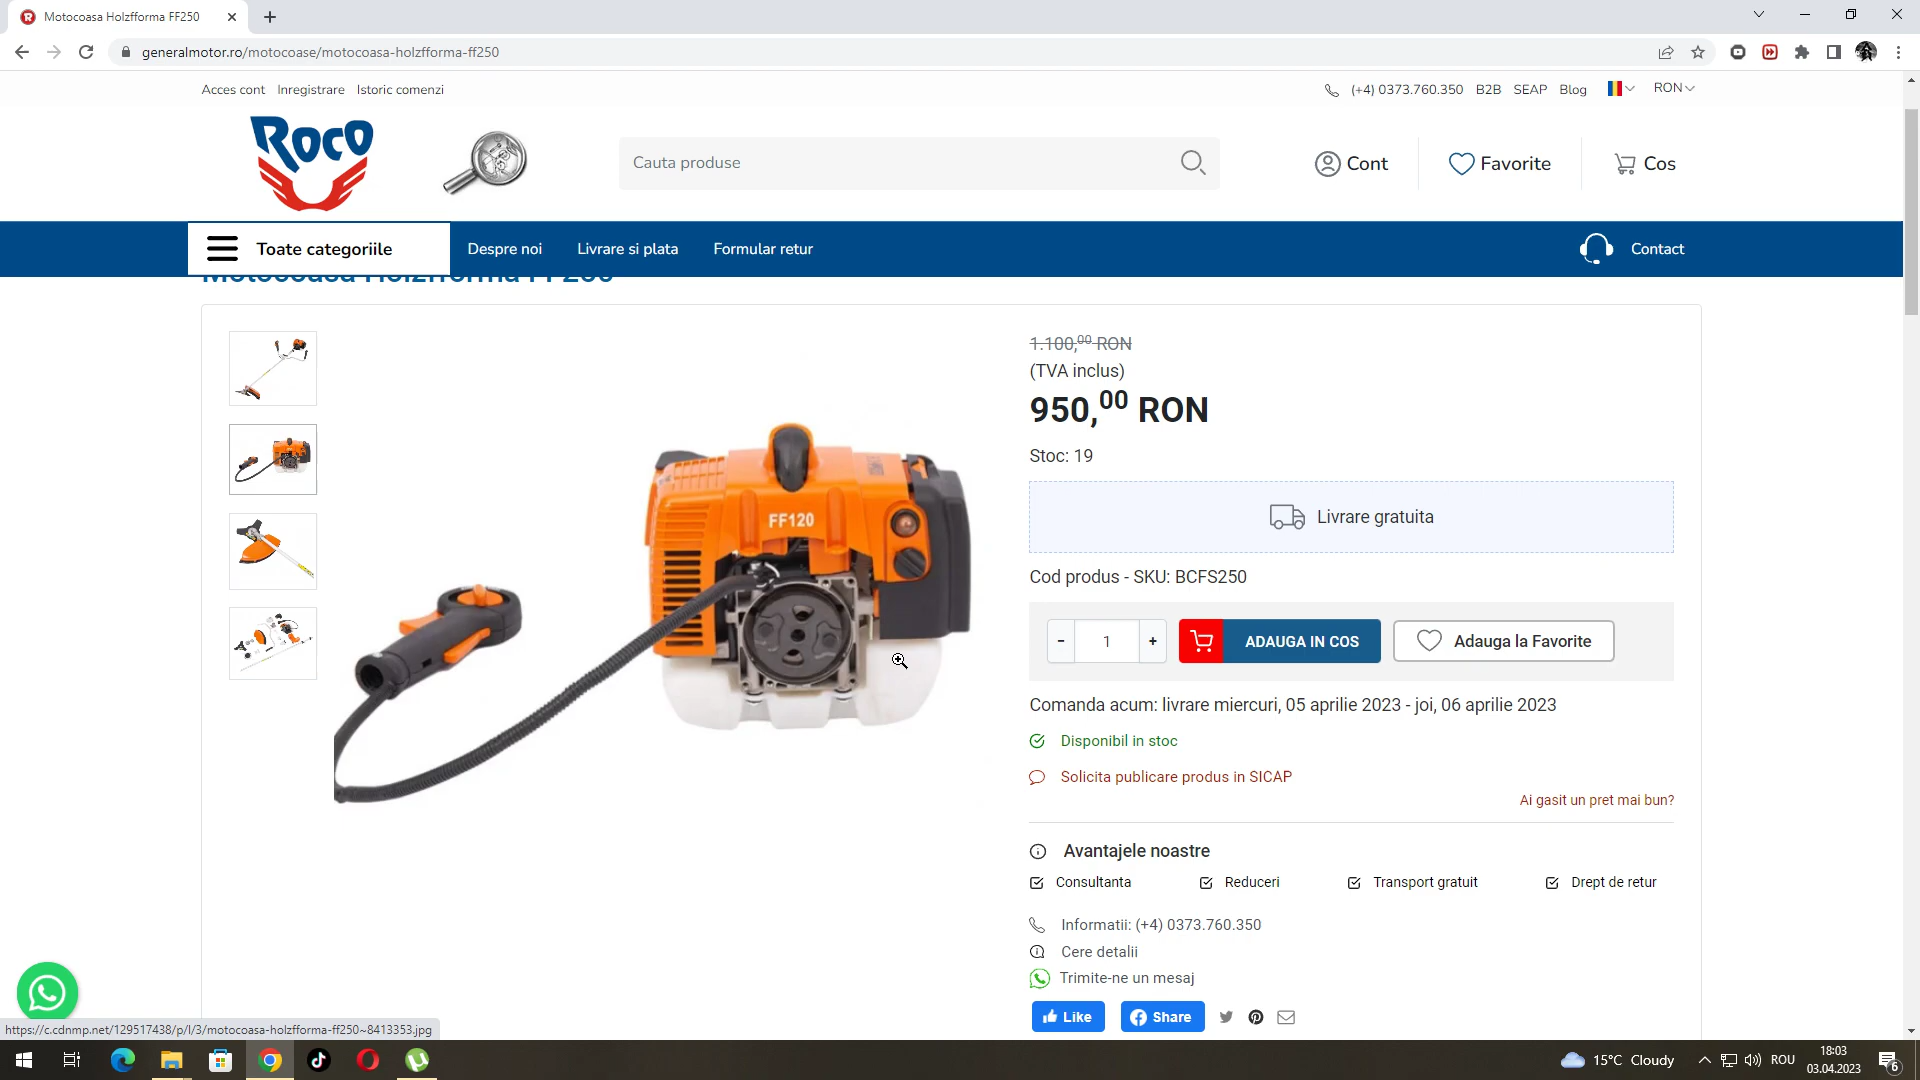 Motocoasa Holzfforma FF250
generalmotor.ro/motocoase/motocoasa-holzfforma-ff250
Acces cont Inregistrare Istoric comenzi
(+4) 0373.760.350 B2B SEAP Blog RON
ROCO
Cauta produse
Cont
Favorite
Cos
Toate categoriile
Despre noi
Livrare si plata
Formular retur
Contact
Motocoasa Holzfforma FF250
FF120
1.100,00 RON
(TVA inclus)
950,00 RON
Stoc: 19
Livrare gratuita
Cod produs - SKU: BCFS250
- 1 +
ADAUGA IN COS
Adauga la Favorite
Comanda acum: livrare miercuri, 05 aprilie 2023 - joi, 06 aprilie 2023
Disponibil in stoc
Solicita publicare produs in SICAP
Ai gasit un pret mai bun?
Avantajele noastre
Consultanta Reduceri Transport gratuit Drept de retur
Informatii: (+4) 0373.760.350
Cere detalii
Trimite-ne un mesaj
Like Share
https://c.cdnmp.net/129517438/p/l/3/motocoasa-holzfforma-ff250~8413353.jpg
15°C Cloudy
ROU
18:03
03.04.2023
6